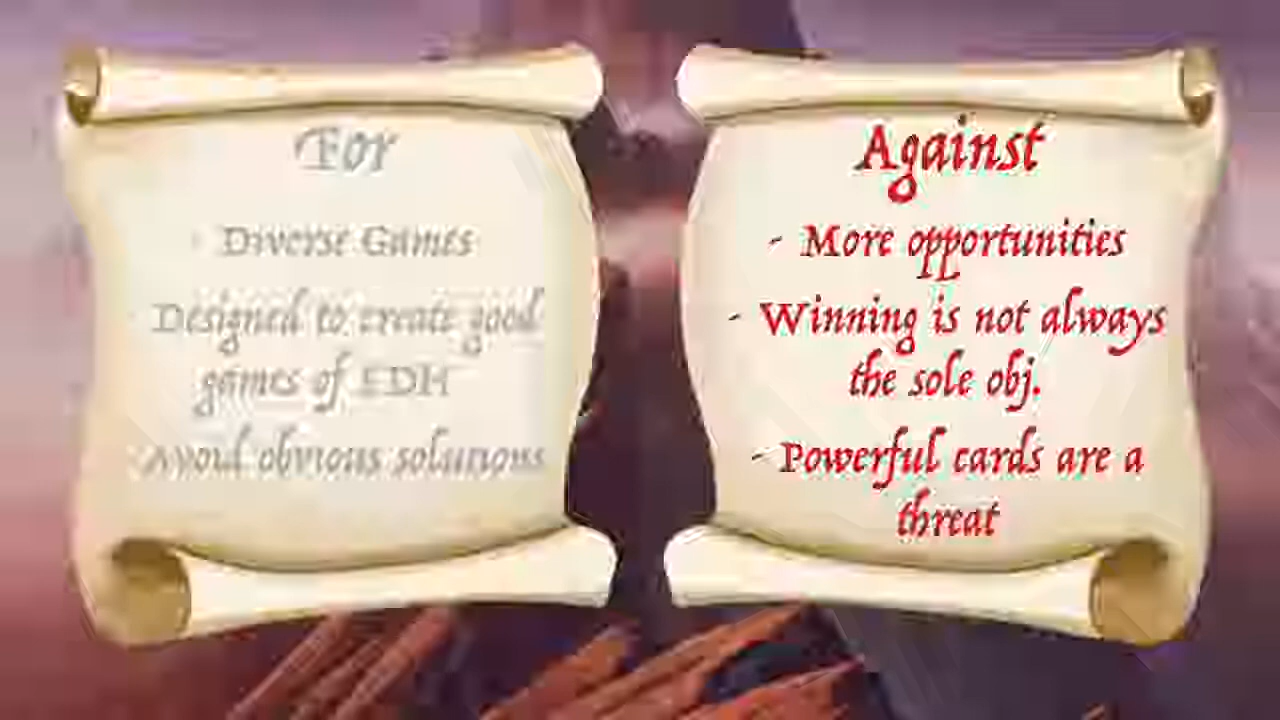 For
- Diverse Games
- Designed to create good
games of EDH
- Avoid obvious solutions
Against
- More opportunities
- Winning is not always
the sole obj.
- Powerful cards are a
threat